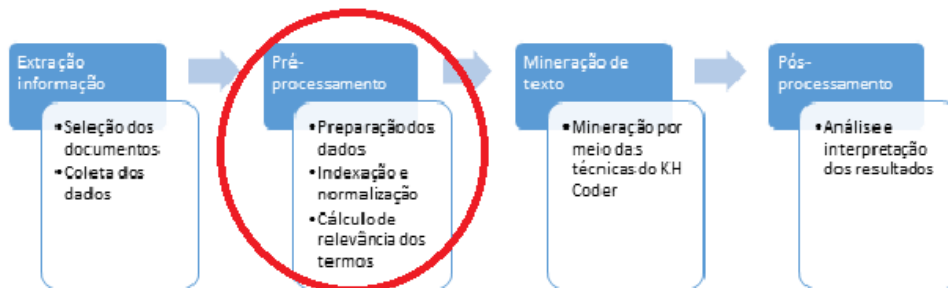 Extração
informação
•Seleção dos
documentos
•Coleta dos
dados
Pré-
processamento
•Preparação dos
dados
•Indexação e
normalização
•Cálculo de
relevância dos
termos
Mineração de
texto
•Mineração por
meio das
técnicas do KH
Coder
Pós-
processamento
•Análise e
interpretação
dos resultados